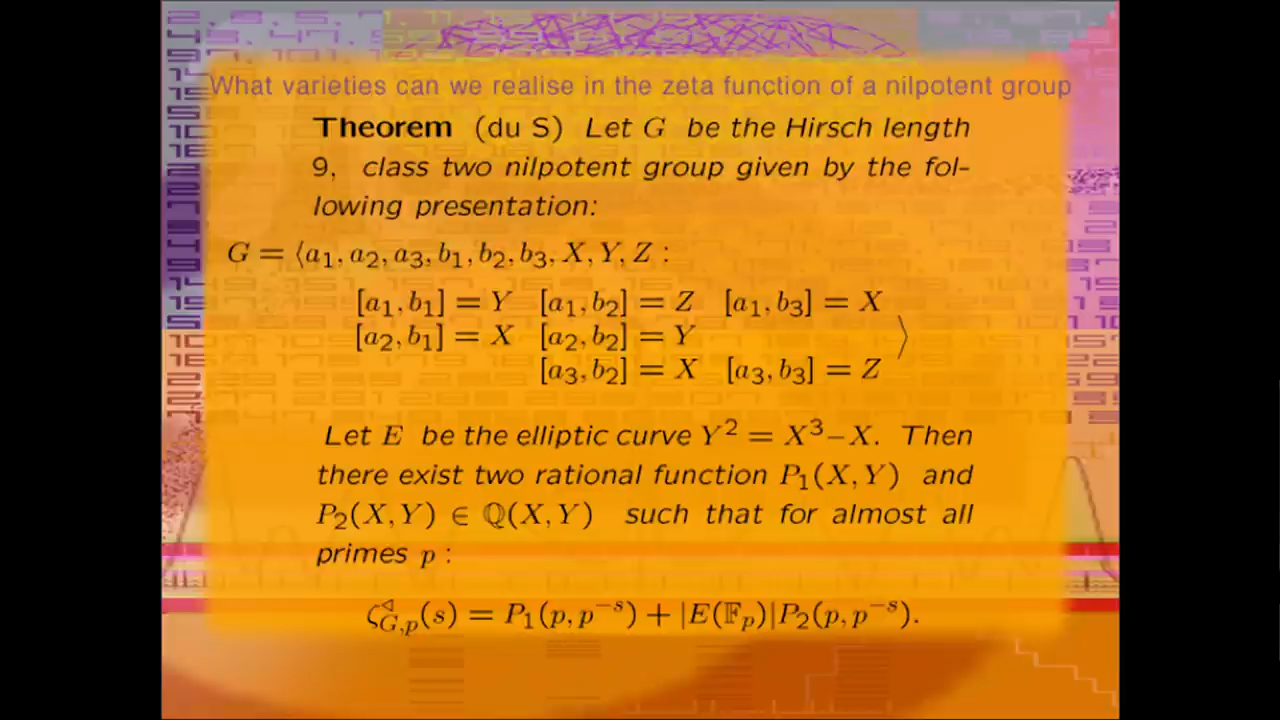 What varieties can we realise in the zeta function of a nilpotent group
Theorem (du S) Let G be the Hirsch length
9, class two nilpotent group given by the fol-
lowing presentation:
G = ⟨a₁, a₂, a₃, b₁, b₂, b₃, X, Y, Z :
[a₁, b₁] = Y [a₁, b₂] = Z [a₁, b₃] = X
[a₂, b₁] = X [a₂, b₂] = Y ⟩
[a₃, b₂] = X [a₃, b₃] = Z
Let E be the elliptic curve Y² = X³–X. Then
there exist two rational function P₁(X, Y) and
P₂(X, Y) ∈ ℚ(X, Y) such that for almost all
primes p :
ζ^◁_{G,p}(s) = P₁(p, p^{−s}) + |E(𝔽_p)|P₂(p, p^{−s}).